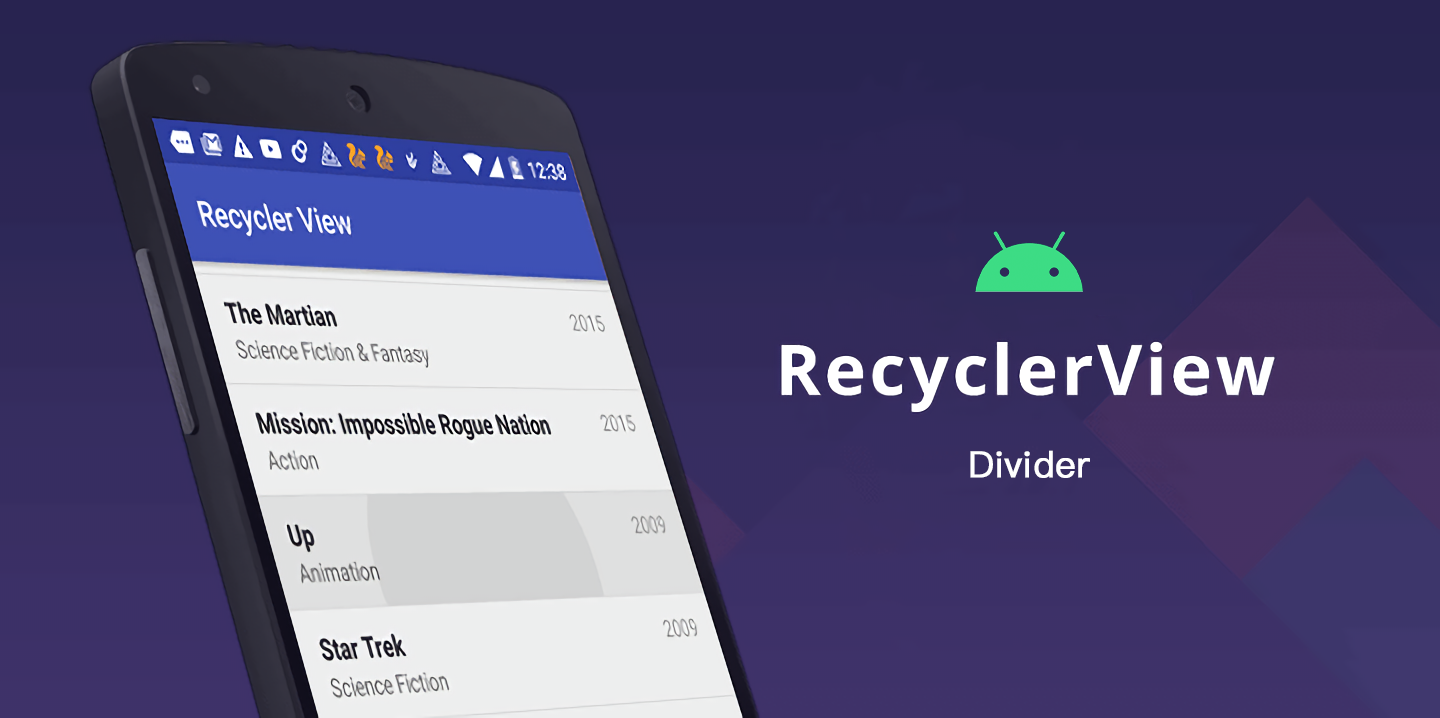 12:38
Recycler View
The Martian
2015
Science Fiction & Fantasy
Mission: Impossible Rogue Nation
2015
Action
Up
2009
Animation
Star Trek
2009
Science Fiction
RecyclerView
Divider